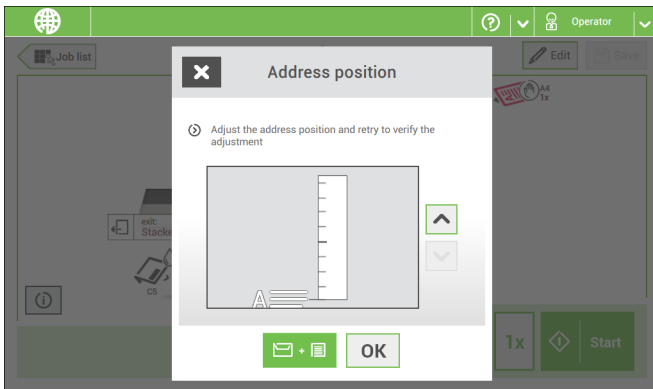 Operator
Job list
Edit
Save
Address position
A4
1x
Adjust the address position and retry to verify the
adjustment
exit:
Stacke
A
C5
OK
1x
Start